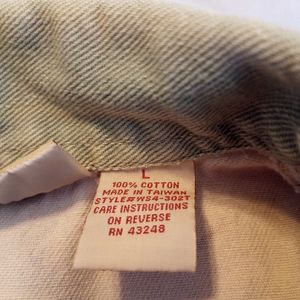 L
100% COTTON
MADE IN TAIWAN
STYLE#WS4-302T
CARE INSTRUCTIONS
ON REVERSE
RN 43248